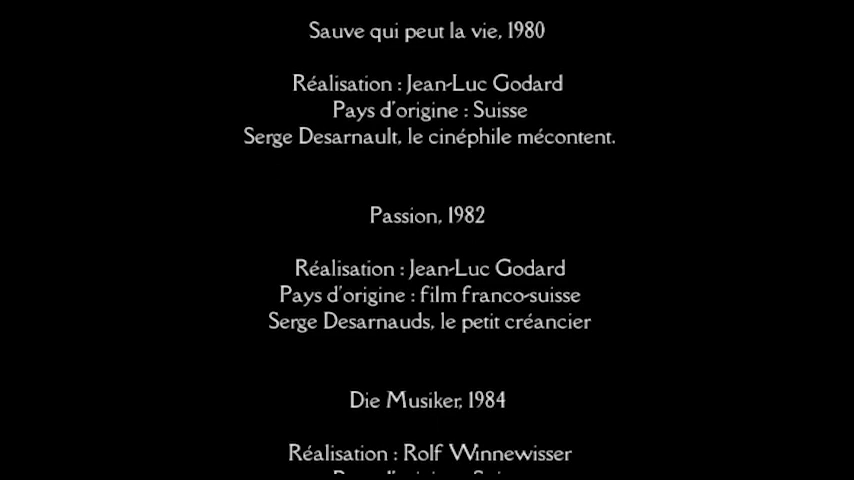 Sauve qui peut la vie, 1980
Réalisation : Jean-Luc Godard
Pays d'origine : Suisse
Serge Desarnault, le cinéphile mécontent.
Passion, 1982
Réalisation : Jean-Luc Godard
Pays d'origine : film franco-suisse
Serge Desarnauds, le petit créancier
Die Musiker, 1984
Réalisation : Rolf Winnewisser